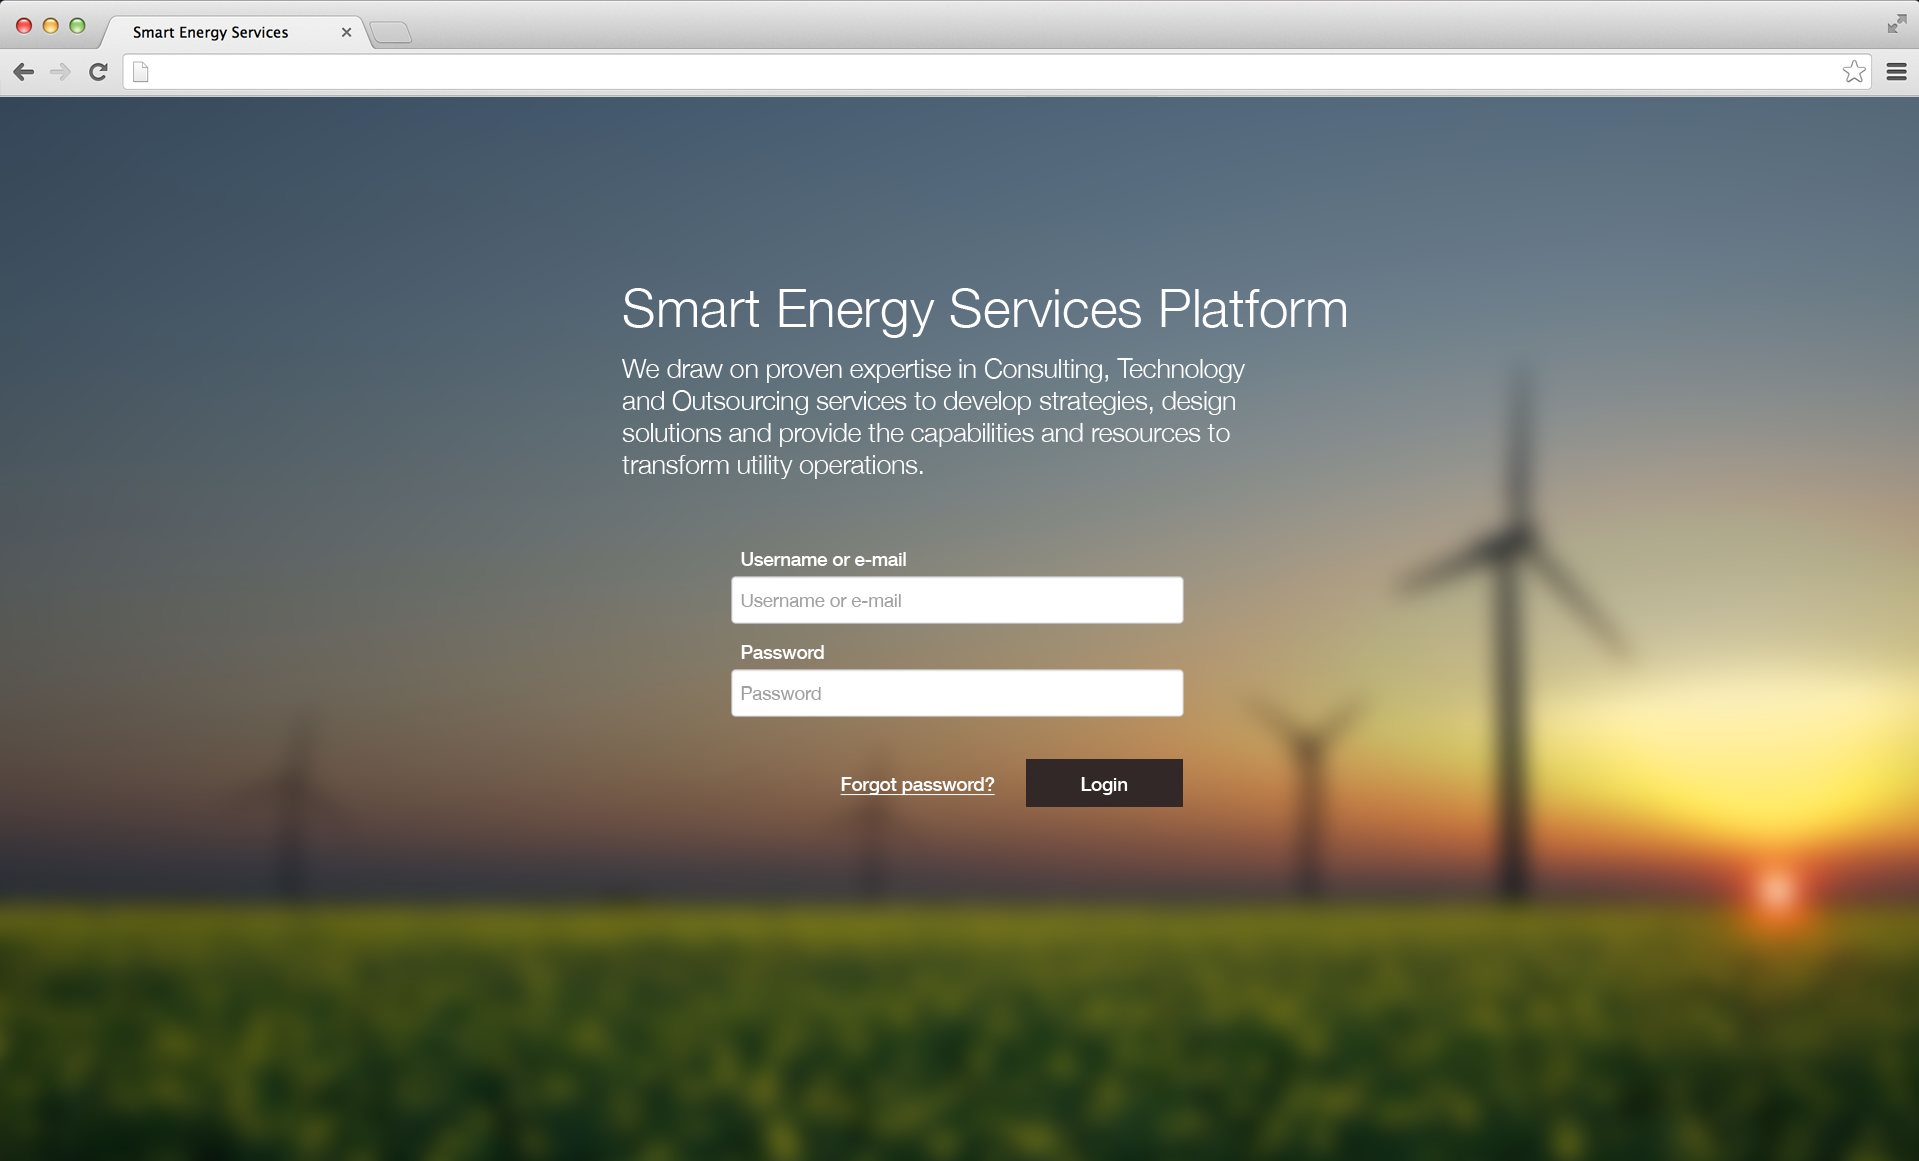 Smart Energy Services
Smart Energy Services Platform
We draw on proven expertise in Consulting, Technology
and Outsourcing services to develop strategies, design
solutions and provide the capabilities and resources to
transform utility operations.
Username or e-mail
Username or e-mail
Password
Password
Forgot password?
Login